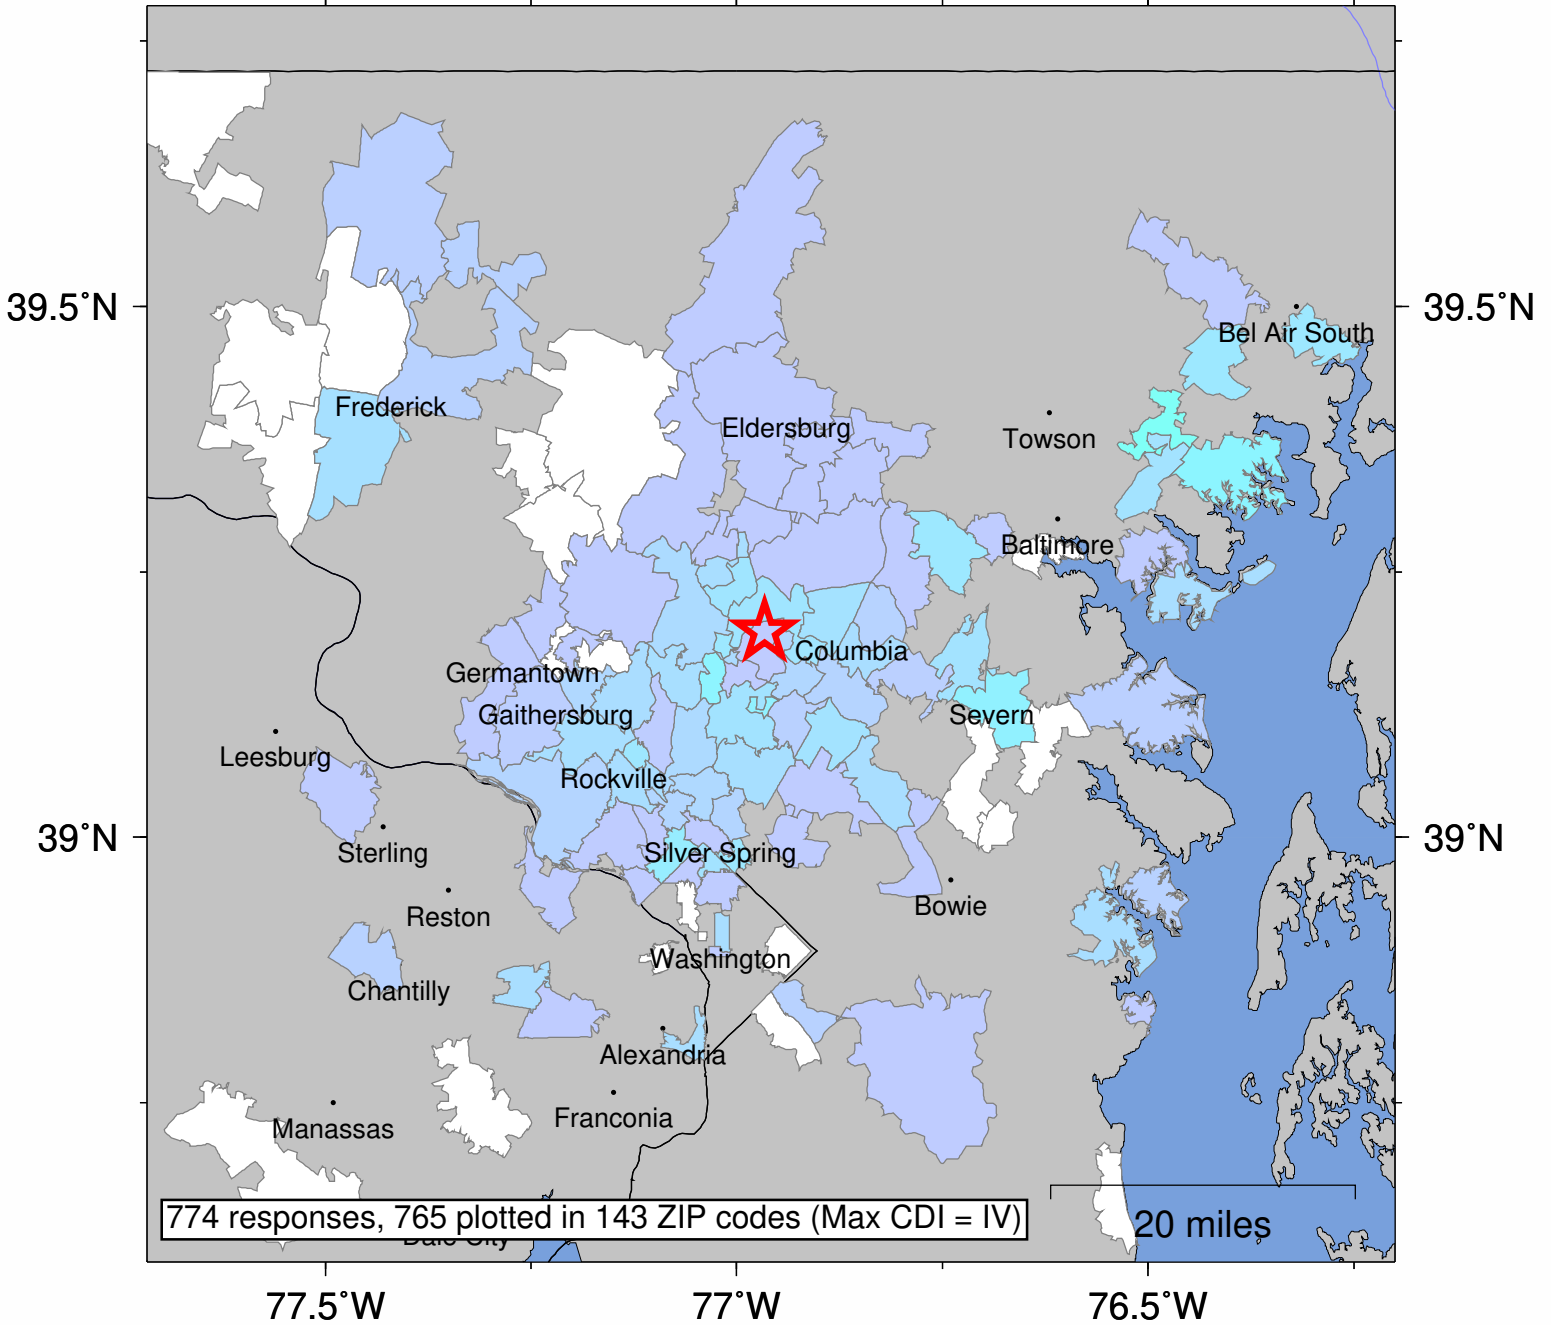 39.5˚N
39.5˚N
Bel Air South
Frederick
Eldersburg
Towson
Baltimore
Columbia
Germantown
Gaithersburg
Severn
Leesburg
Rockville
39˚N
39˚N
Sterling
Silver Spring
Reston
Bowie
Washington
Chantilly
Alexandria
Franconia
Manassas
774 responses, 765 plotted in 143 ZIP codes (Max CDI = IV)
20 miles
Dale City
77.5˚W
77˚W
76.5˚W